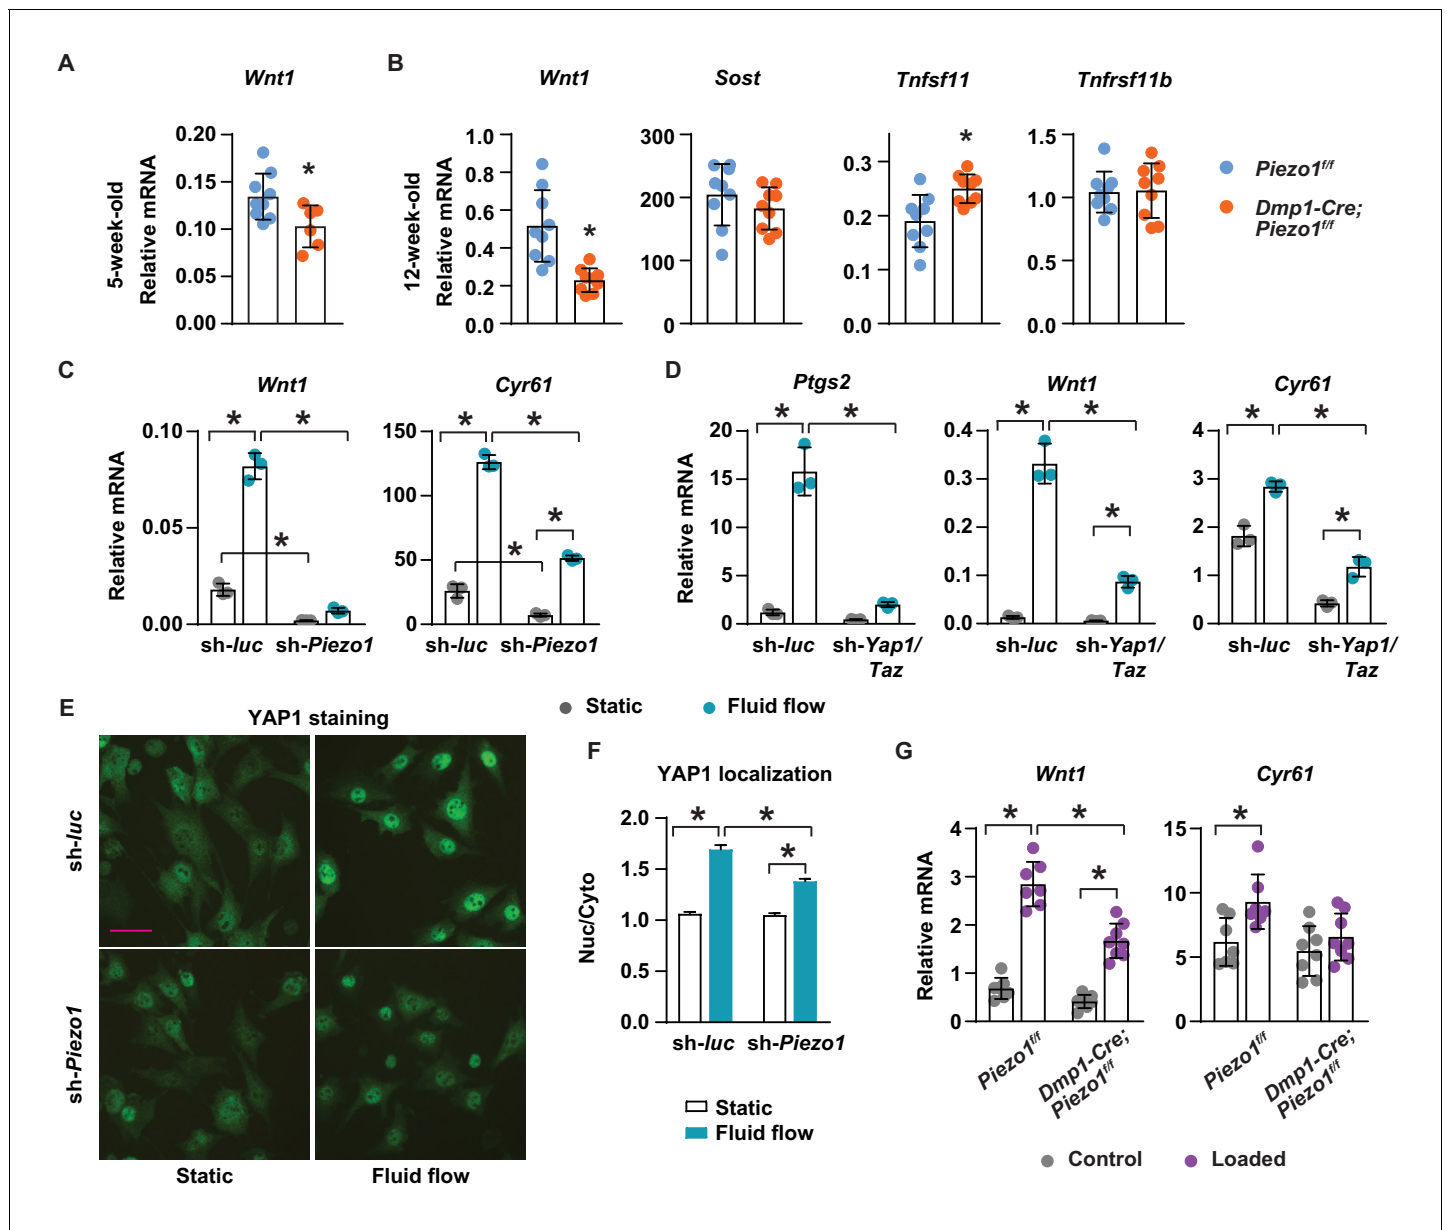 A
B
Wnt1
Wnt1
Sost
Tnfsf11
Tnfrsf11b
5-week-old
Relative mRNA
0.20
0.15
0.10
0.05
0.00
*
12-week-old
Relative mRNA
1.0
0.8
0.6
0.4
0.2
0.0
*
300
200
100
0
*
0.3
0.2
0.1
0.0
1.5
1.0
0.5
0.0
Piezo1f/f
Dmp1-Cre;
Piezo1f/f
C
Wnt1
Cyr61
Relative mRNA
0.10
0.05
0.00
* *
*
sh-luc sh-Piezo1
150
100
50
0
* *
*
*
sh-luc sh-Piezo1
D
Ptgs2
Wnt1
Cyr61
Relative mRNA
20
15
10
5
0
* *
sh-luc sh-Yap1/
Taz
0.4
0.3
0.2
0.1
0.0
* *
*
sh-luc sh-Yap1/
Taz
4
3
2
1
0
* *
*
sh-luc sh-Yap1/
Taz
Static Fluid flow
E
YAP1 staining
sh-luc
sh-Piezo1
Static Fluid flow
F
YAP1 localization
Nuc/Cyto
2.0
1.5
1.0
0.5
0.0
* *
*
sh-luc sh-Piezo1
Static
Fluid flow
G
Wnt1
Cyr61
Relative mRNA
4
3
2
1
0
* *
*
Piezo1f/f
Dmp1-Cre;
Piezo1f/f
15
10
5
0
*
Piezo1f/f
Dmp1-Cre;
Piezo1f/f
Control Loaded